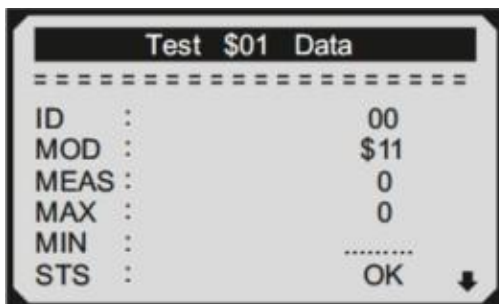 Test $01 Data
= = = = = = = = = = = = = = = = = = = =
ID : 00
MOD : $11
MEAS : 0
MAX : 0
MIN : .........
STS : OK